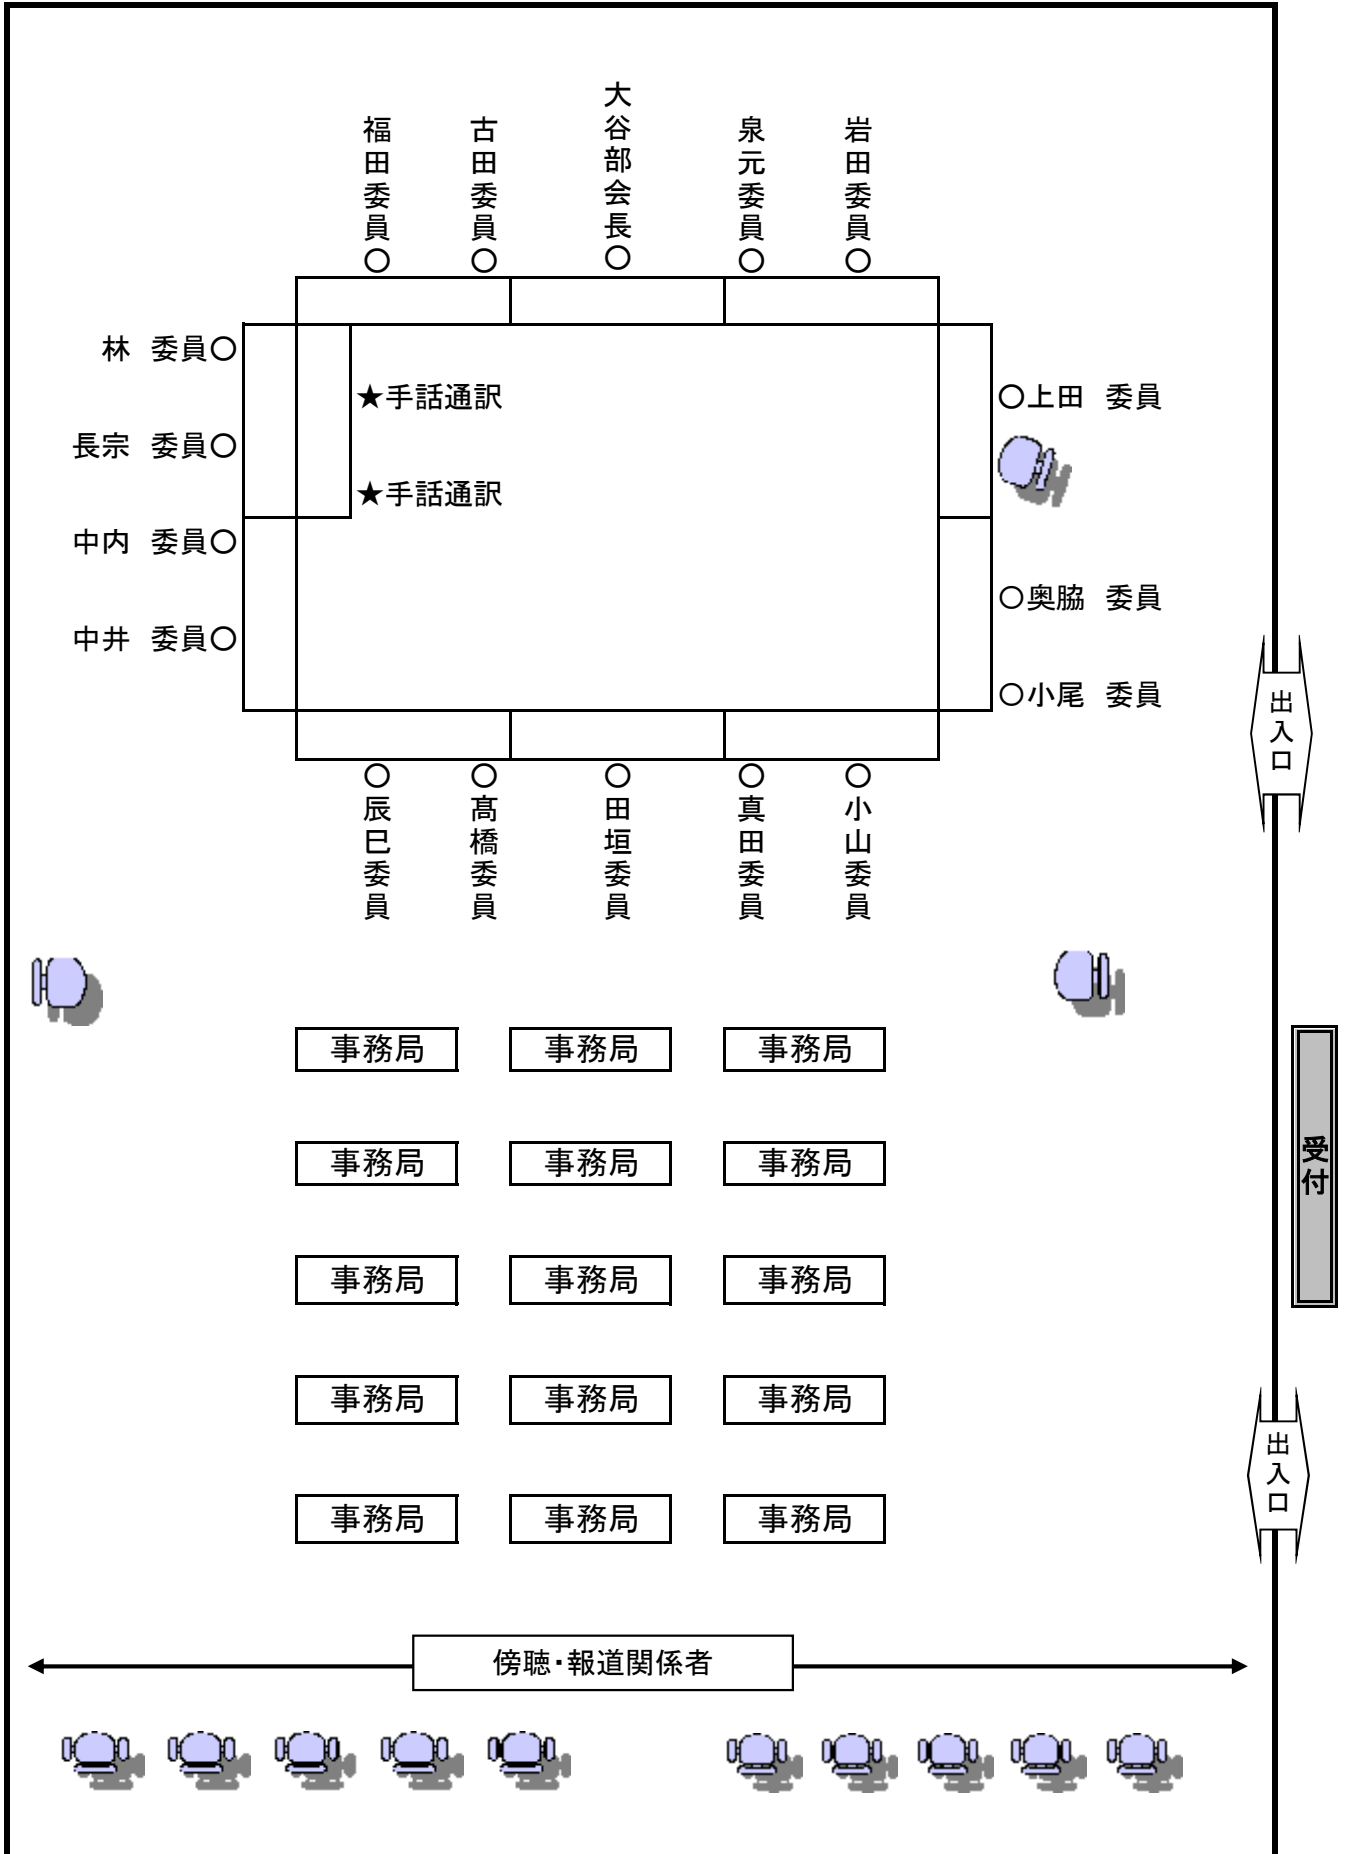 福田委員○
古田委員○
大谷部会長○
泉元委員○
岩田委員○
林 委員○
★手話通訳
○上田 委員
長宗 委員○
★手話通訳
中内 委員○
○奥脇 委員
中井 委員○
○小尾 委員
出入口
○辰巳委員
○髙橋委員
○田垣委員
○真田委員
○小山委員
事務局 事務局 事務局
受付
事務局 事務局 事務局
事務局 事務局 事務局
事務局 事務局 事務局
出入口
事務局 事務局 事務局
傍聴・報道関係者